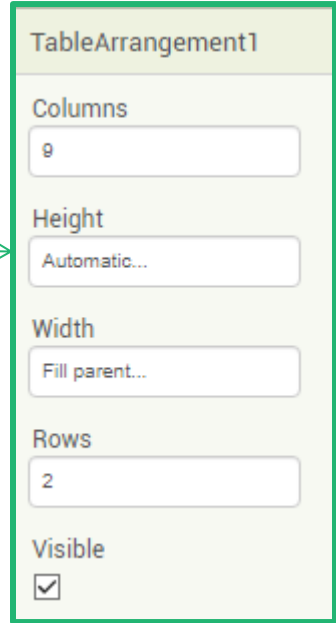 TableArrangement1
Columns
9
Height
Automatic...
Width
Fill parent...
Rows
2
Visible